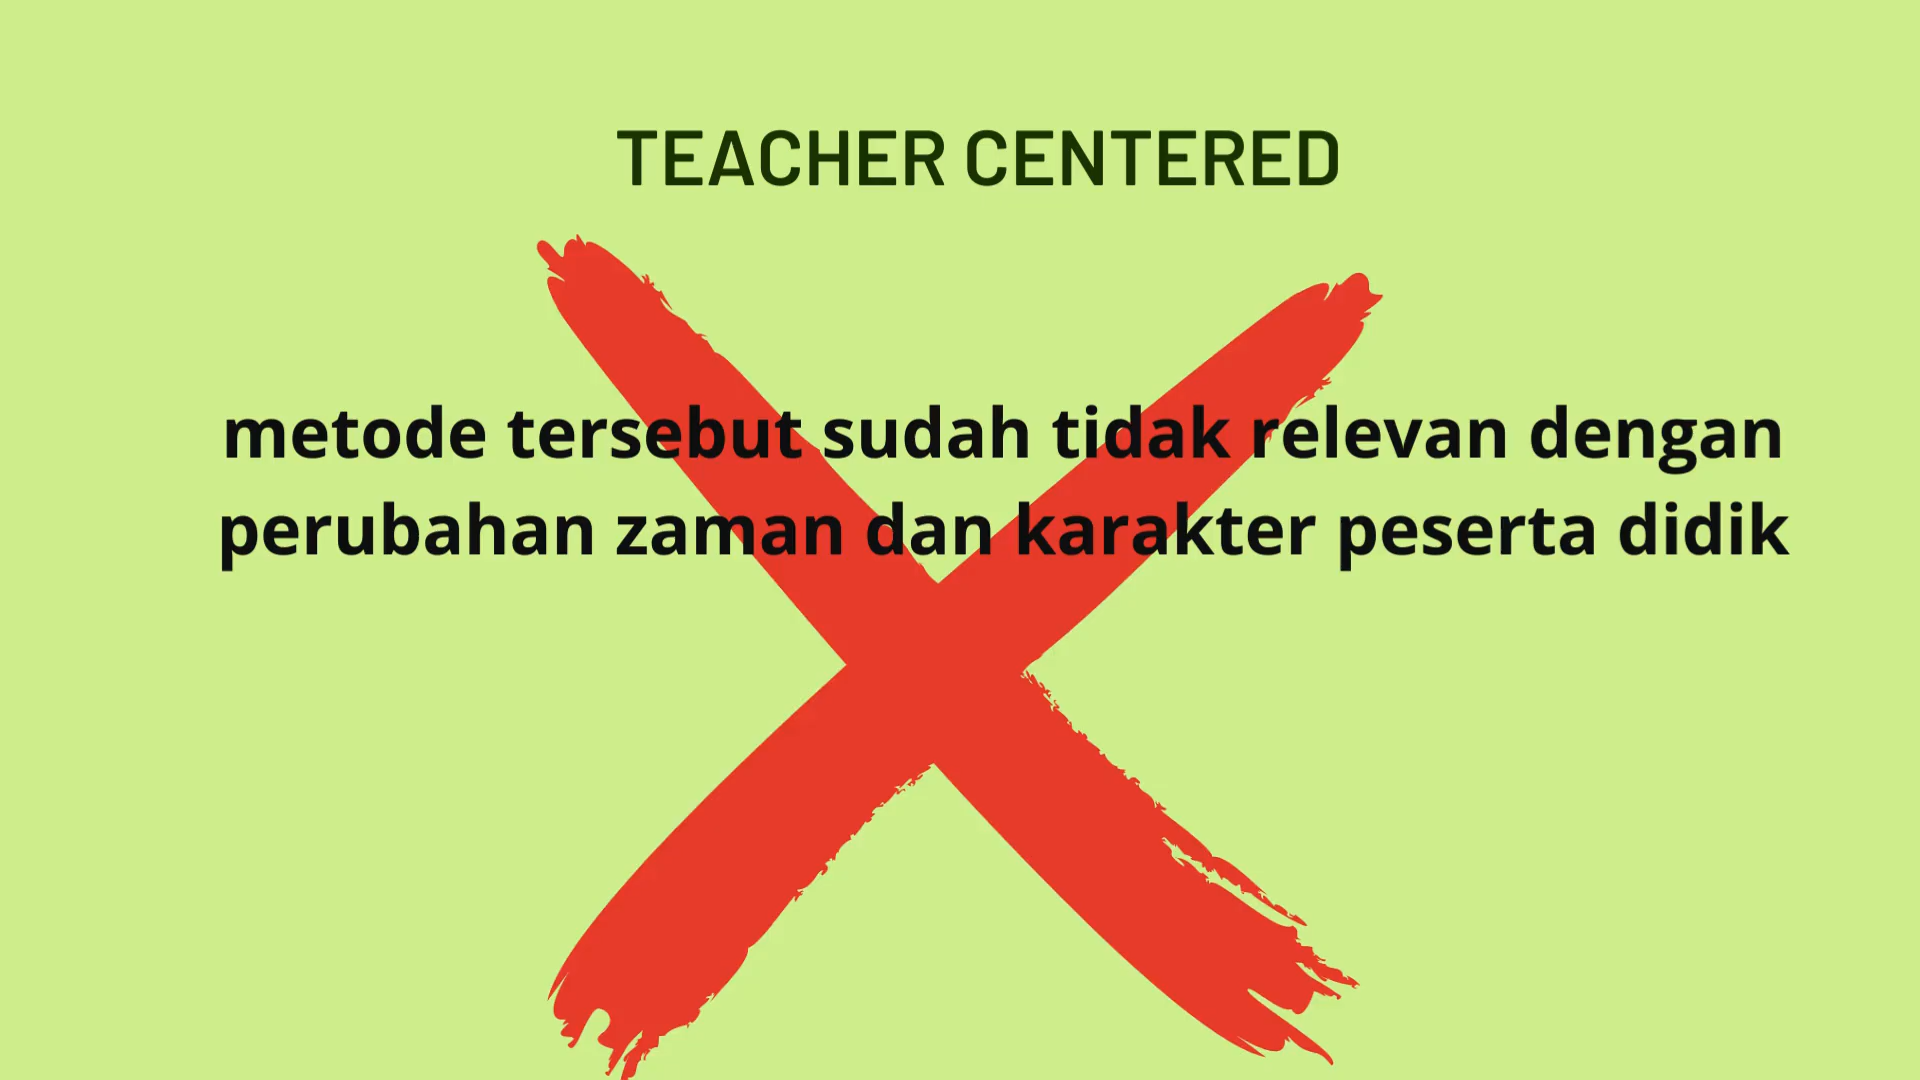 TEACHER CENTERED
metode tersebut sudah tidak relevan dengan
perubahan zaman dan karakter peserta didik